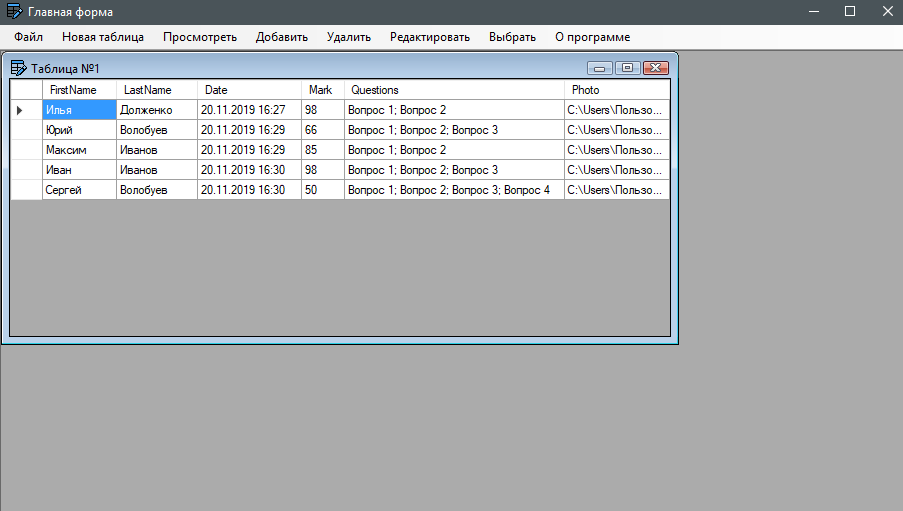 Главная форма
Файл Новая таблица Просмотреть Добавить Удалить Редактировать Выбрать О программе
Таблица №1
FirstName LastName Date Mark Questions Photo
Илья Долженко 20.11.2019 16:27 98 Вопрос 1; Вопрос 2 C:\Users\Пользо...
Юрий Волобуев 20.11.2019 16:29 66 Вопрос 1; Вопрос 2; Вопрос 3 C:\Users\Пользо...
Максим Иванов 20.11.2019 16:29 85 Вопрос 1; Вопрос 2 C:\Users\Пользо...
Иван Иванов 20.11.2019 16:30 98 Вопрос 1; Вопрос 2; Вопрос 3 C:\Users\Пользо...
Сергей Волобуев 20.11.2019 16:30 50 Вопрос 1; Вопрос 2; Вопрос 3; Вопрос 4 C:\Users\Пользо...